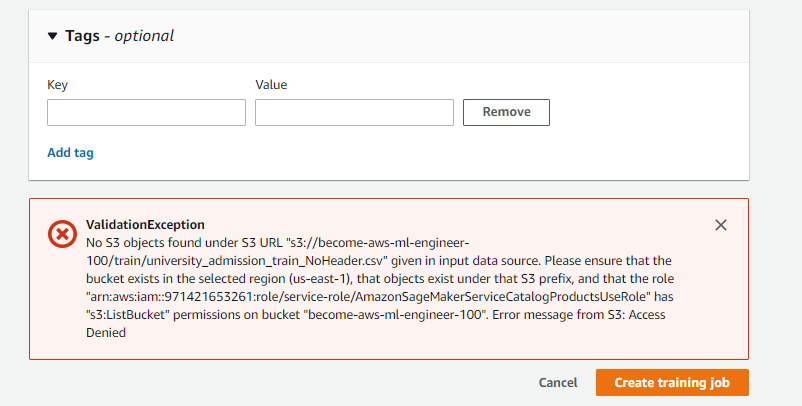 ▼ Tags - optional
Key Value
Remove
Add tag
ValidationException
No S3 objects found under S3 URL "s3://become-aws-ml-engineer-
100/train/university_admission_train_NoHeader.csv" given in input data source. Please ensure that the
bucket exists in the selected region (us-east-1), that objects exist under that S3 prefix, and that the role
"arn:aws:iam::971421653261:role/service-role/AmazonSageMakerServiceCatalogProductsUseRole" has
"s3:ListBucket" permissions on bucket "become-aws-ml-engineer-100". Error message from S3: Access
Denied
Cancel Create training job